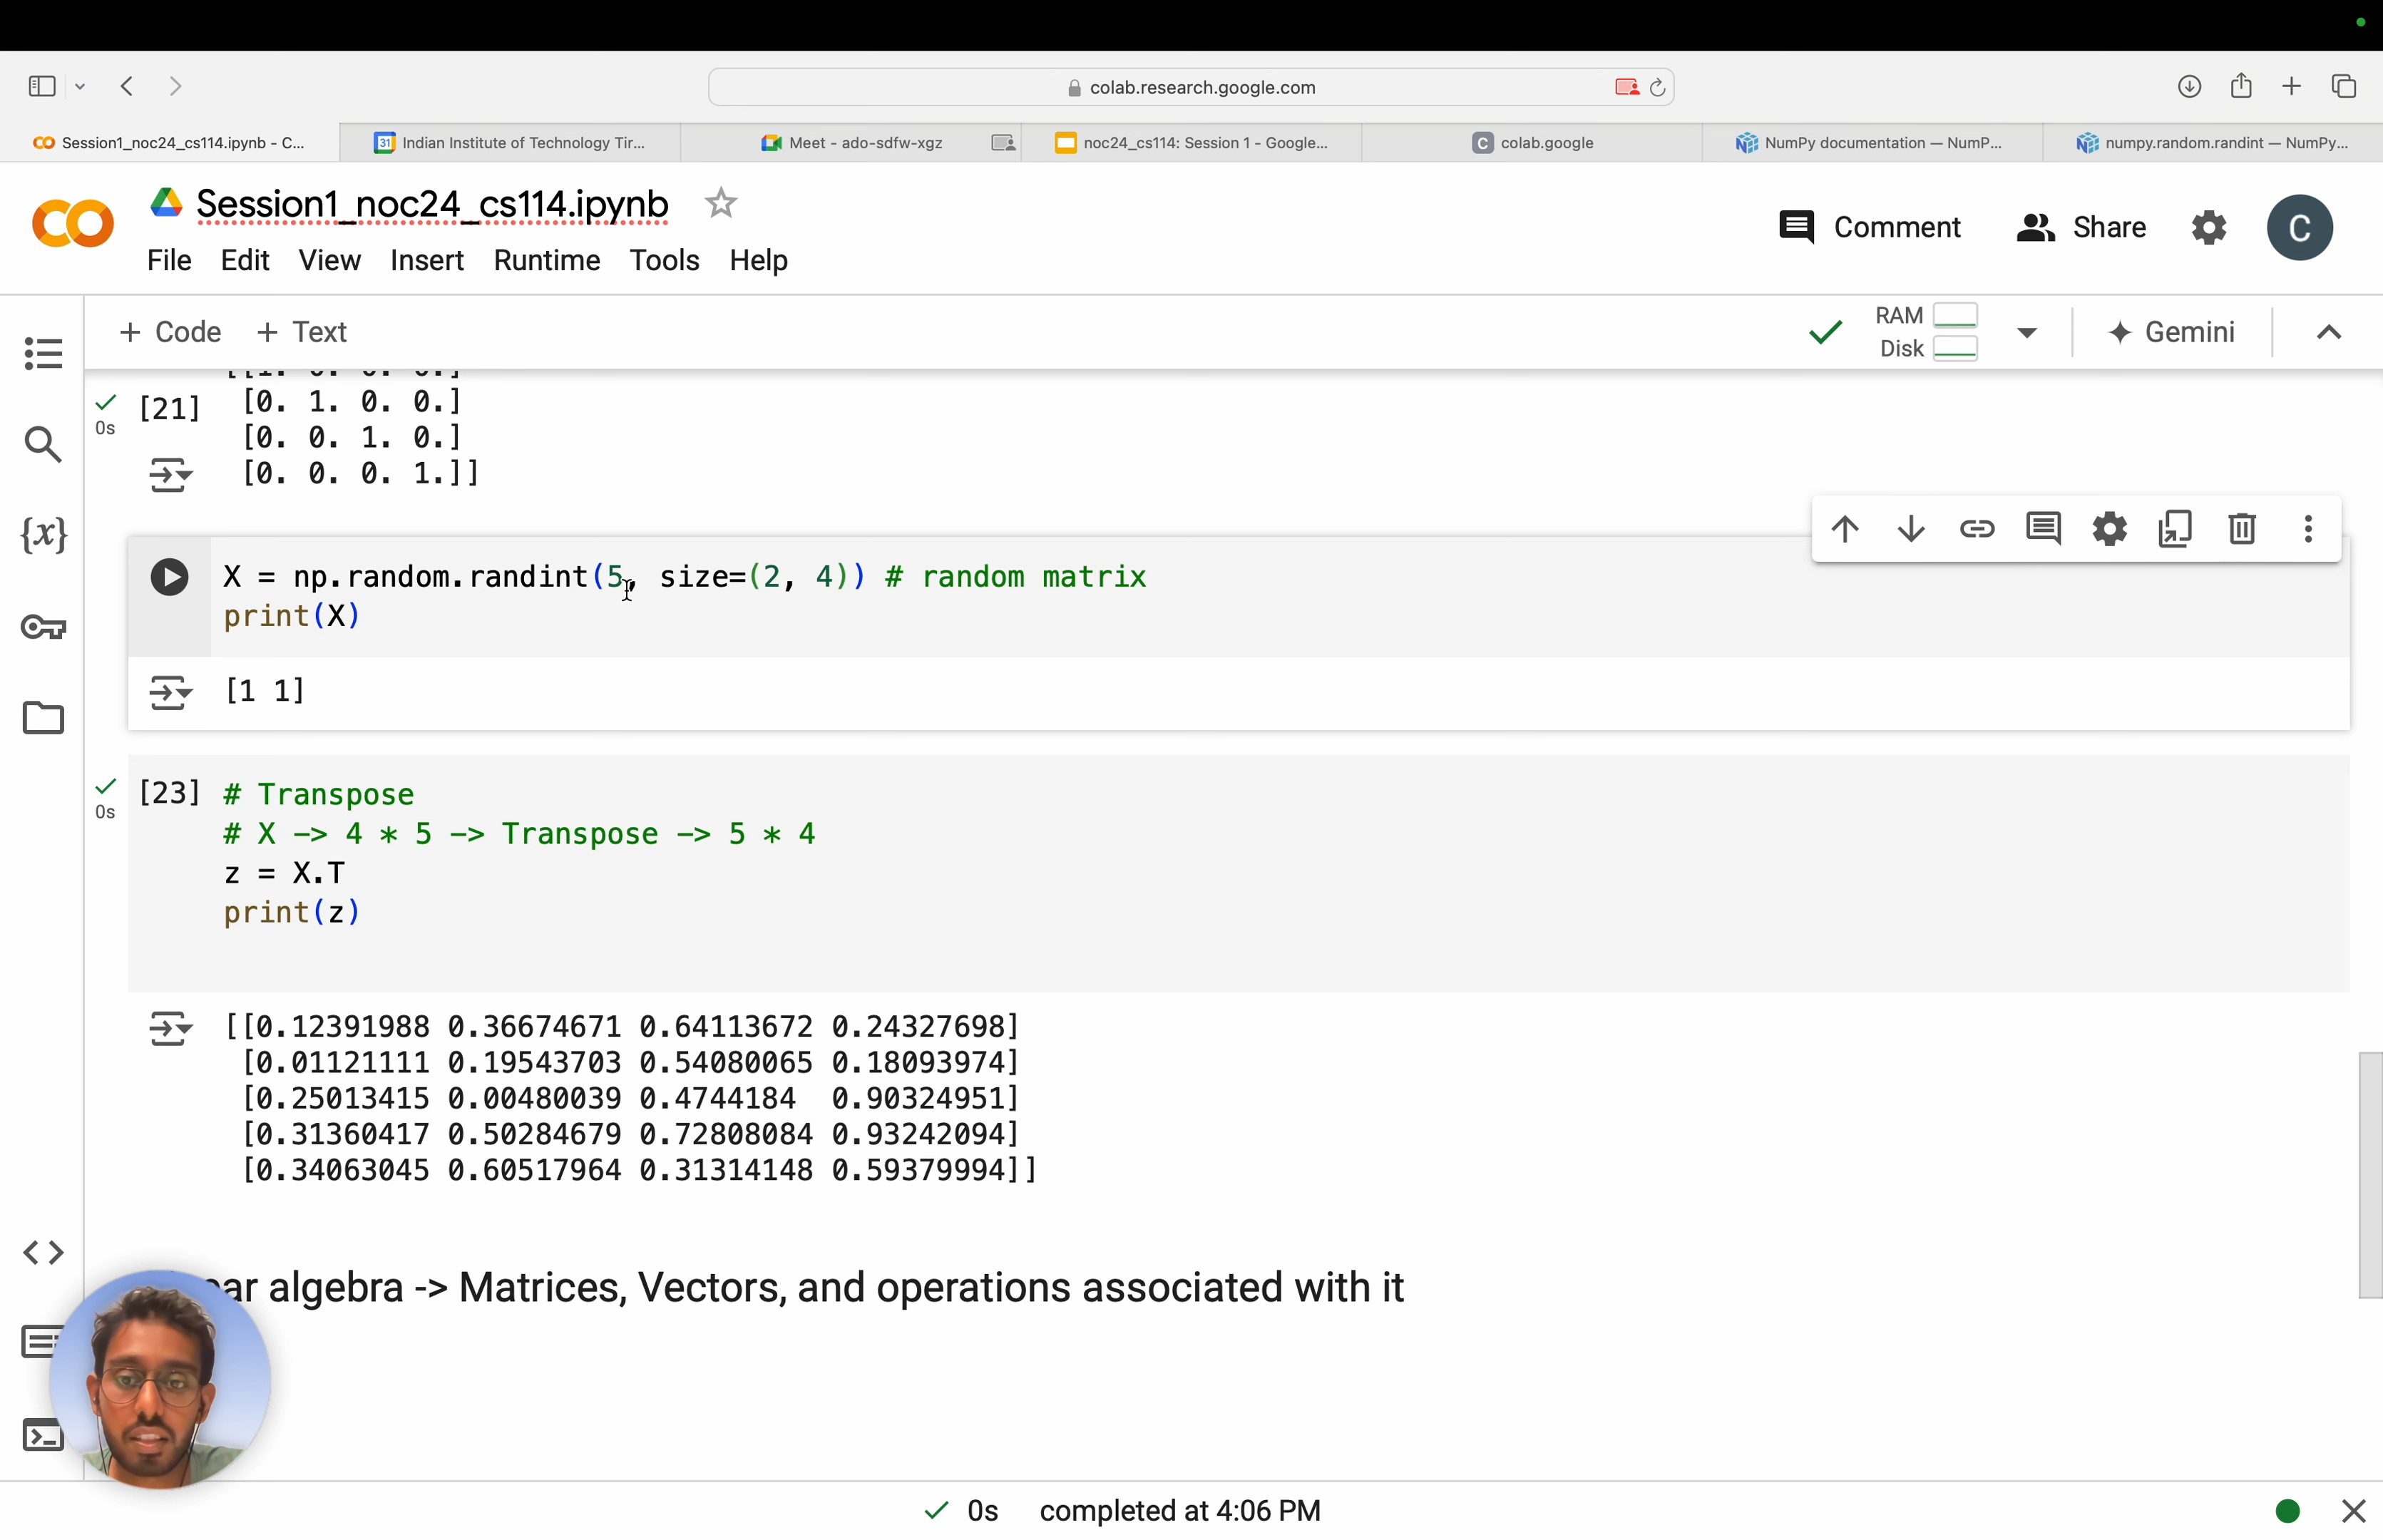 colab.research.google.com
Session1_noc24_cs114.ipynb - C...
31 Indian Institute of Technology Tir...
Meet - ado-sdfw-xgz
noc24_cs114: Session 1 - Google...
C colab.google
NumPy documentation — NumP...
numpy.random.randint — NumPy...
Session1_noc24_cs114.ipynb
Comment
Share
C
File Edit View Insert Runtime Tools Help
+ Code + Text
RAM
Disk
Gemini
[[1. 0. 0. 0.]
[21] [0. 1. 0. 0.]
0s
[0. 0. 1. 0.]
[0. 0. 0. 1.]]
{x}
X = np.random.randint(5, size=(2, 4)) # random matrix
print(X)
[1 1]
[23] # Transpose
0s
# X -> 4 * 5 -> Transpose -> 5 * 4
z = X.T
print(z)
[[0.12391988 0.36674671 0.64113672 0.24327698]
[0.01121111 0.19543703 0.54080065 0.18093974]
[0.25013415 0.00480039 0.4744184 0.90324951]
[0.31360417 0.50284679 0.72808084 0.93242094]
[0.34063045 0.60517964 0.31314148 0.59379994]]
ar algebra -> Matrices, Vectors, and operations associated with it
0s completed at 4:06 PM